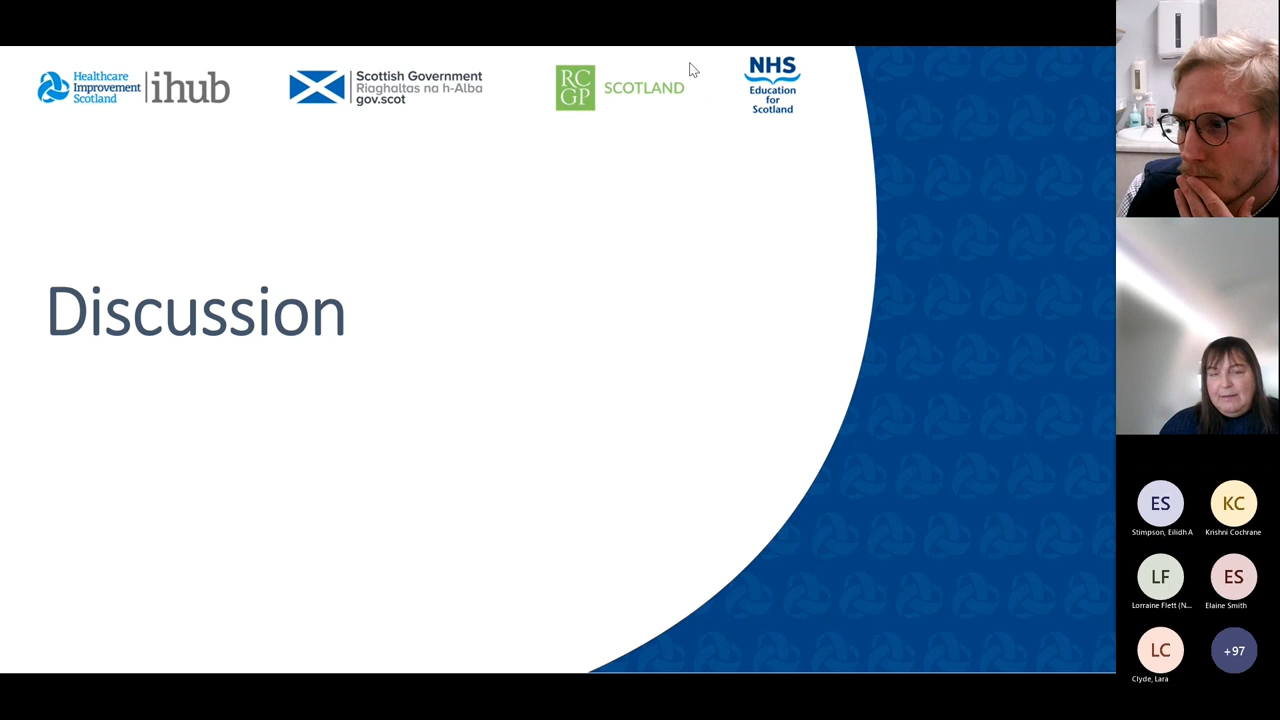 Healthcare
Improvement
Scotland
ihub
Scottish Government
Riaghaltas na h-Alba
gov.scot
RC
GP
SCOTLAND
NHS
Education
for
Scotland
Discussion
ES
KC
Stimpson, Eilidh A
Krishni Cochrane
LF
ES
Lorraine Flett (N...
Elaine Smith
LC
+97
Clyde, Lara